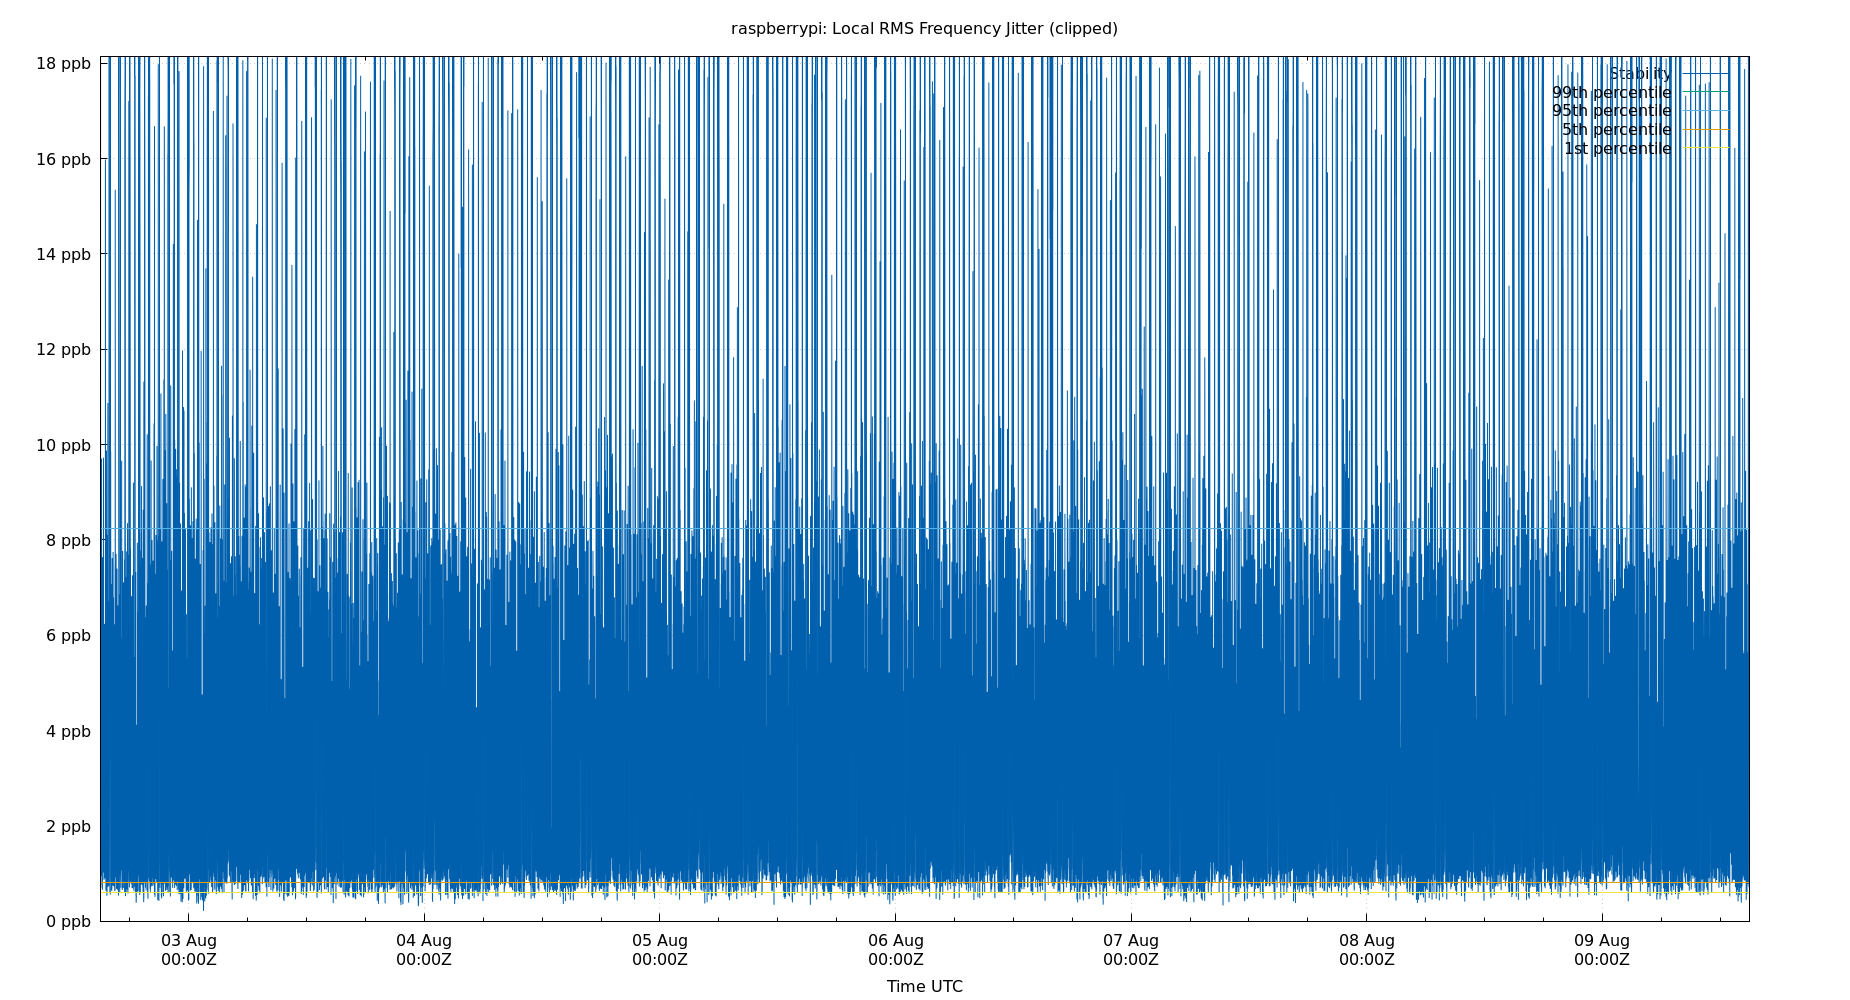 raspberrypi: Local RMS Frequency Jitter (clipped)
18 ppb
16 ppb
14 ppb
12 ppb
10 ppb
8 ppb
6 ppb
4 ppb
2 ppb
0 ppb
Stability
99th percentile
95th percentile
5th percentile
1st percentile
03 Aug
00:00Z
04 Aug
00:00Z
05 Aug
00:00Z
06 Aug
00:00Z
07 Aug
00:00Z
08 Aug
00:00Z
09 Aug
00:00Z
Time UTC